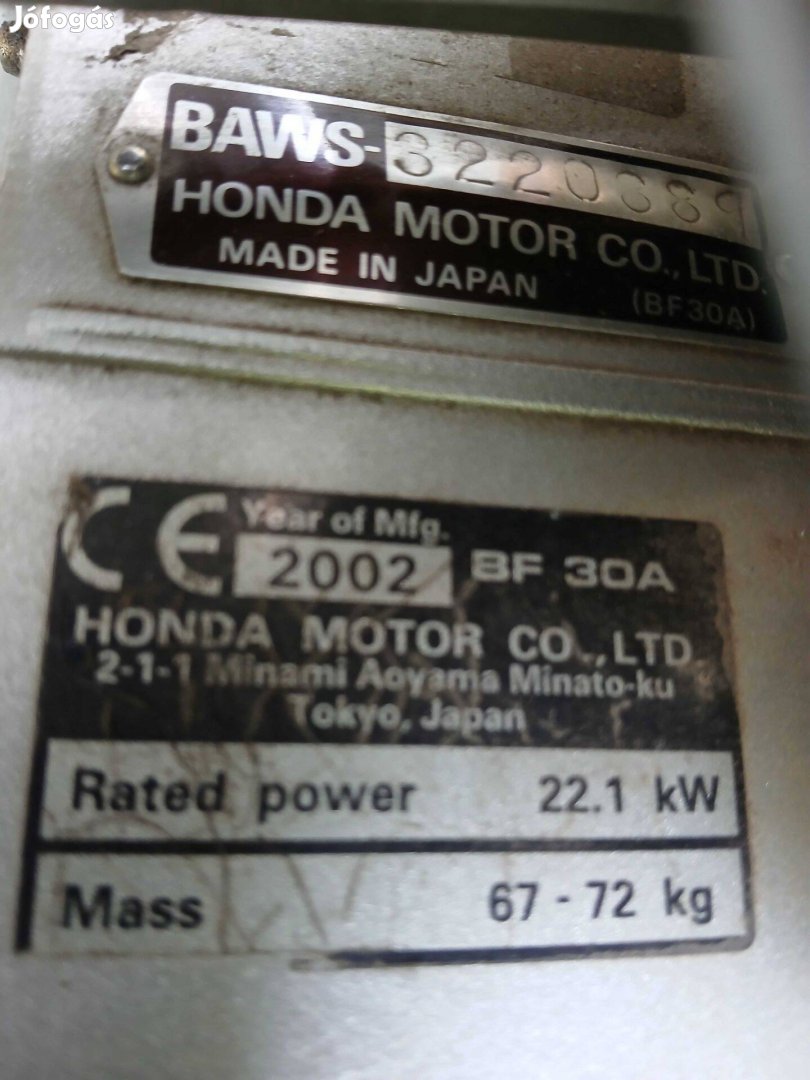 Jófogás
BAWS-3220689
HONDA MOTOR CO., LTD.
MADE IN JAPAN (BF30A)
CE Year of Mfg.
2002 BF 30A
HONDA MOTOR CO., LTD.
2-1-1 Minami Aoyama Minato-ku
Tokyo, Japan
Rated power 22.1 kW
Mass 67 - 72 kg